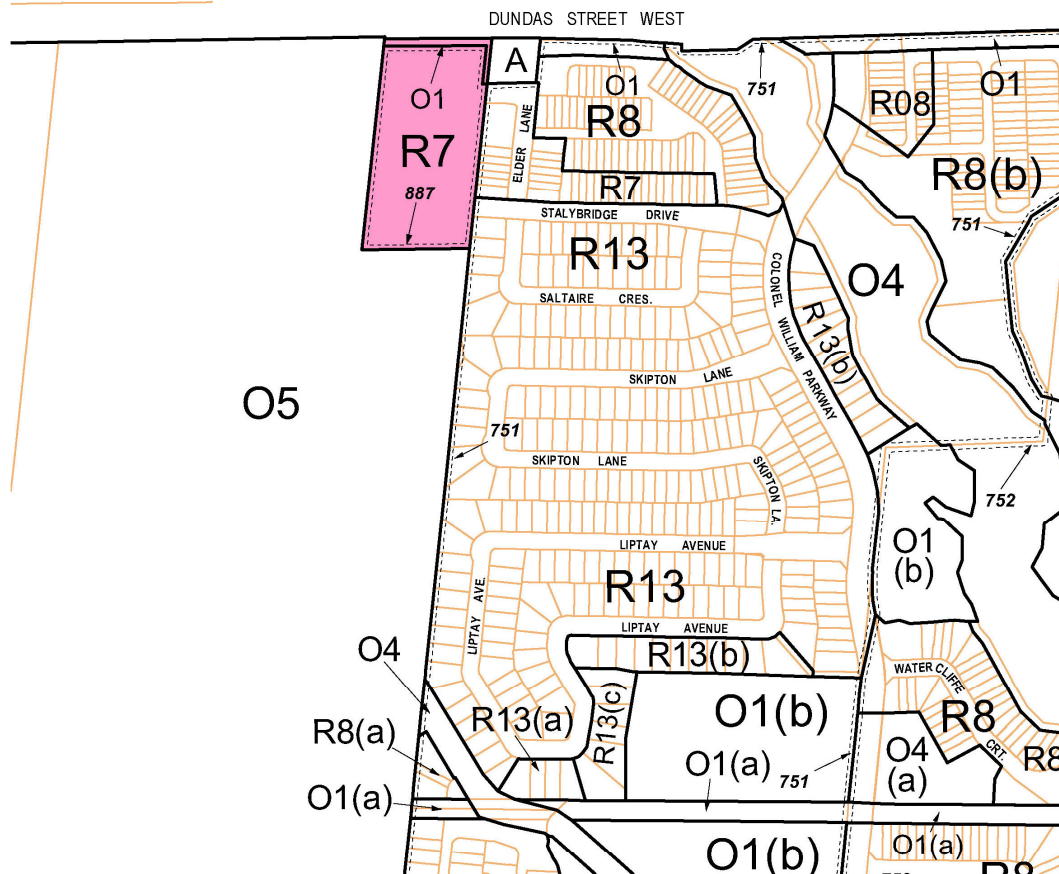 DUNDAS STREET WEST
A
O1
O1
751
O1
R08
R8
ELDER LANE
R7
R7
R8(b)
887
STALYBRIDGE DRIVE
751
R13
O4
COLONEL WILLIAM PARKWAY
SALTAIRE CRES.
R13(b)
SKIPTON LANE
O5
751
SKIPTON LANE
SKIPTON LA.
752
LIPTAY AVENUE
O1
(b)
R13
LIPTAY AVE.
LIPTAY AVENUE
O4
R13(b)
WATER CLIFFE
CRT.
R13(c)
O1(b)
R8
R13(a)
R8(a)
O4
(a)
R8
O1(a)
751
O1(a)
O1(a)
O1(b)
R8